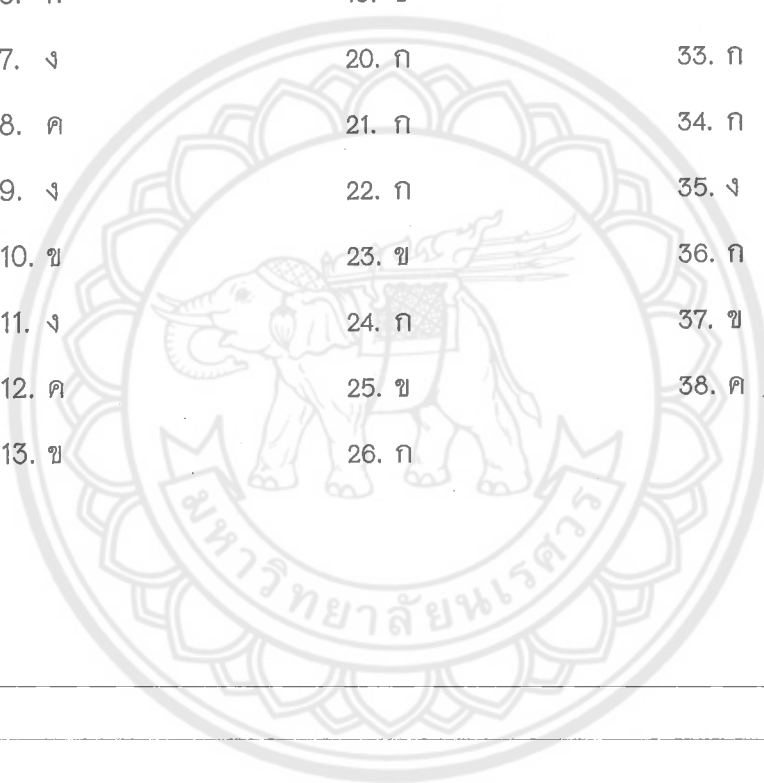 7. ง
8. ค
9. ง
10. ข
11. ง
12. ค
13. ข
20. ก
21. ก
22. ก
23. ข
24. ก
25. ข
26. ก
33. ก
34. ก
35. ง
36. ก
37. ข
38. ค
มหาวิทยาลัยนเรศวร